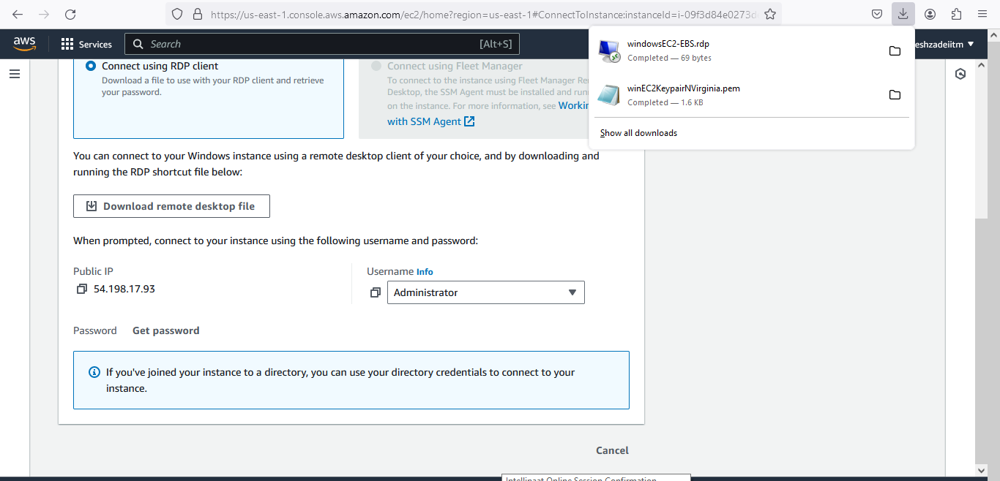 https://us-east-1.console.aws.amazon.com/ec2/home?region=us-east-1#ConnectToInstance:instanceId=i-09f3d84e0273d
aws
Services
Search
[Alt+S]
eshzadeiitm
windowsEC2-EBS.rdp
Completed — 69 bytes
winEC2KeypairNVirginia.pem
Completed — 1.6 KB
Show all downloads
Connect using RDP client
Download a file to use with your RDP client and retrieve
your password.
Connect using Fleet Manager
To connect to the instance using Fleet Manager Re
Desktop, the SSM Agent must be installed and run
on the instance. For more information, see Workin
with SSM Agent
You can connect to your Windows instance using a remote desktop client of your choice, and by downloading and
running the RDP shortcut file below:
Download remote desktop file
When prompted, connect to your instance using the following username and password:
Public IP
54.198.17.93
Username Info
Administrator
Password Get password
If you've joined your instance to a directory, you can use your directory credentials to connect to your
instance.
Cancel
Intellipaat Online Session Confirmation